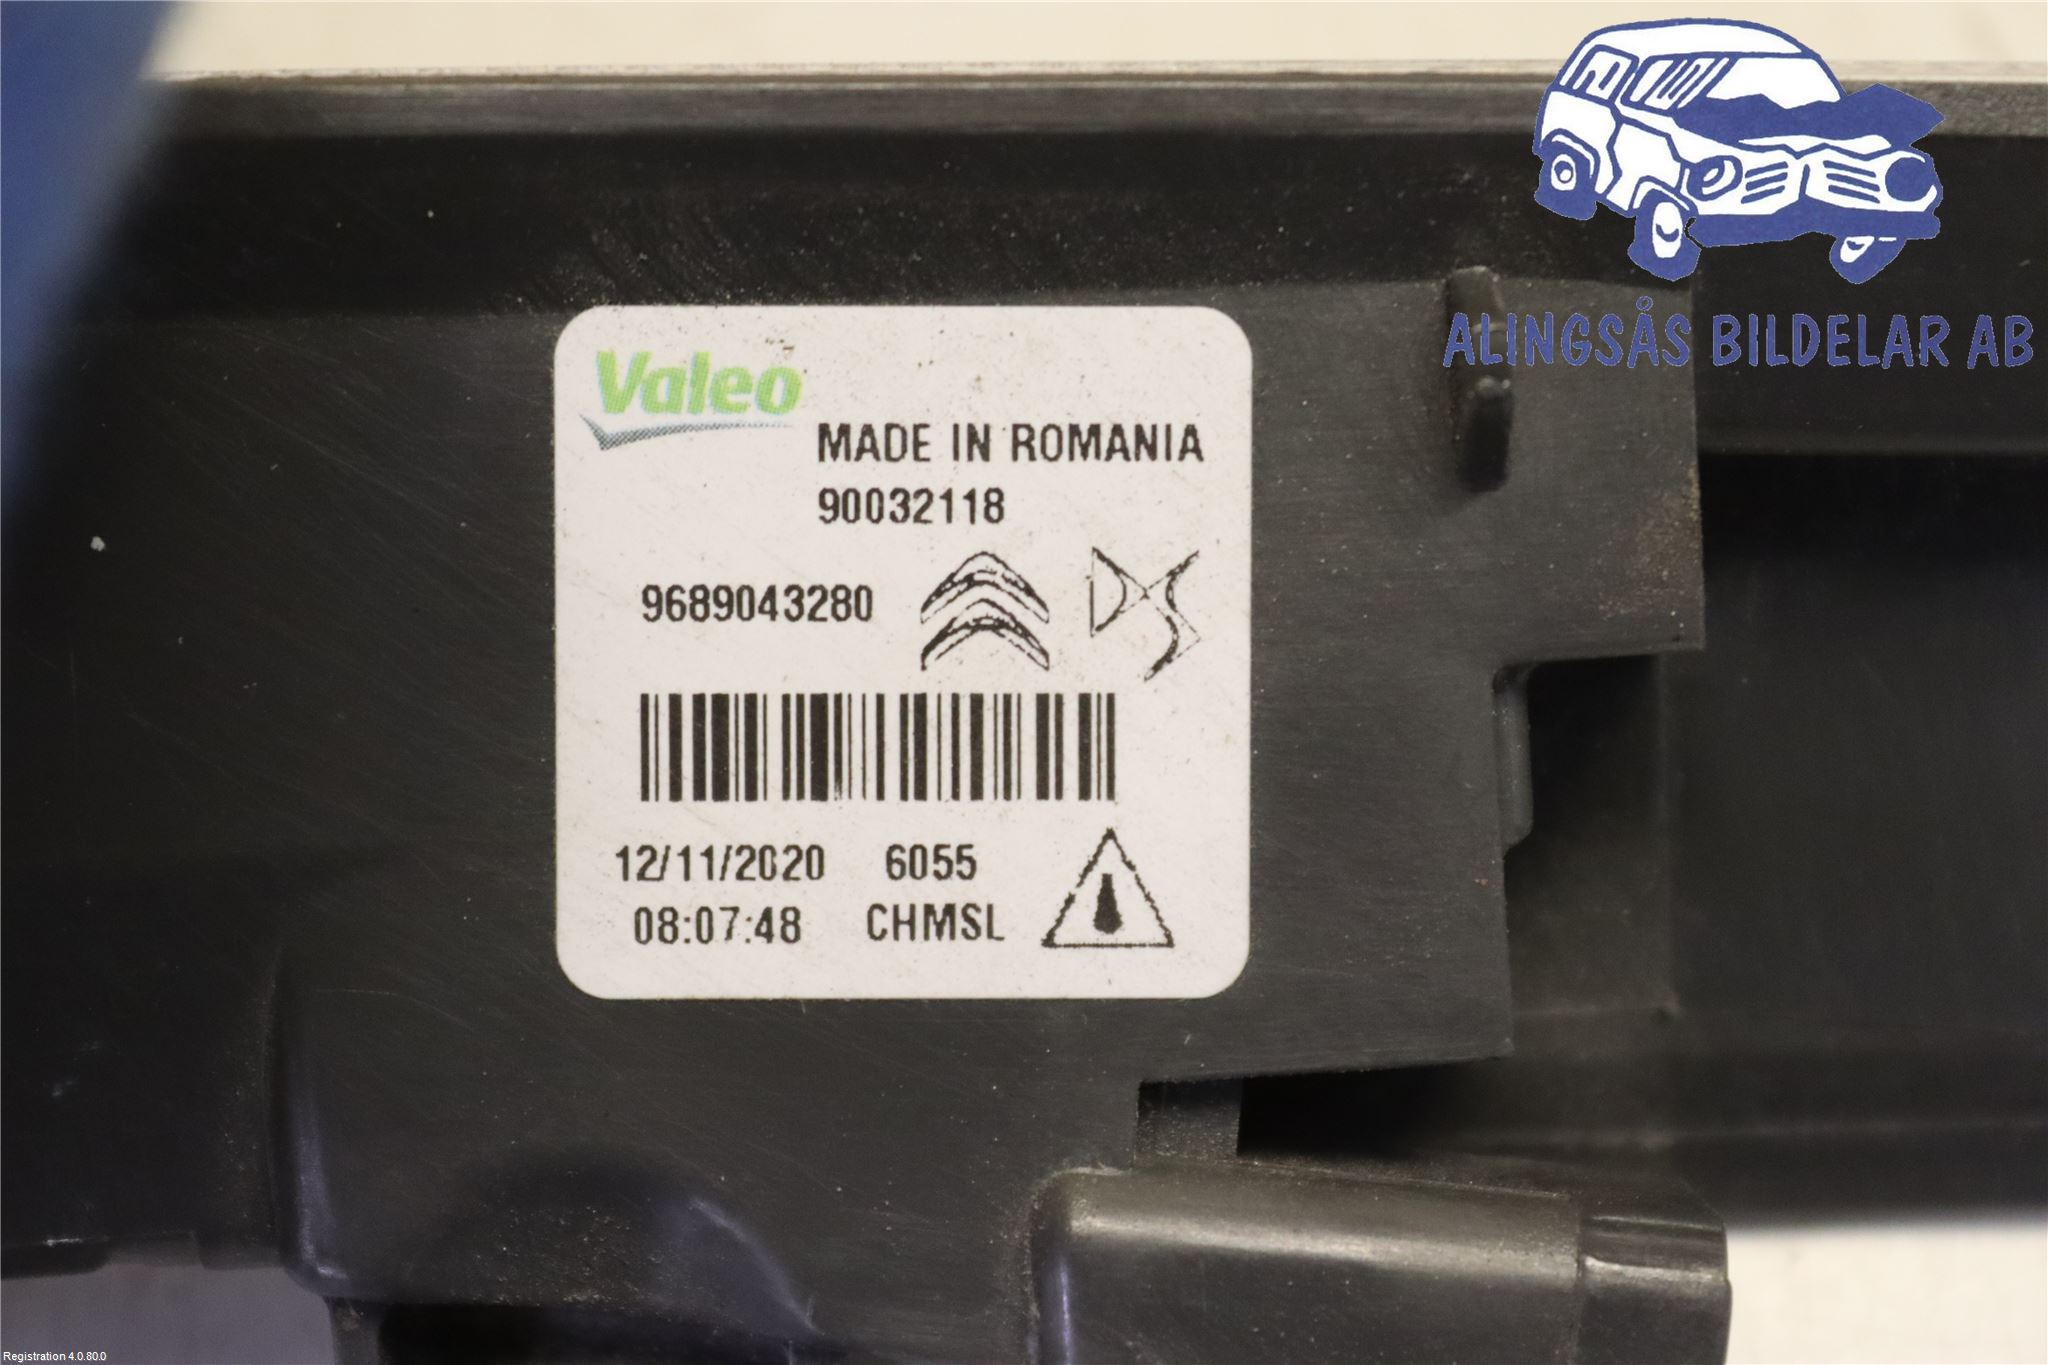 ALINGSÅS BILDELAR AB
Valeo
MADE IN ROMANIA
90032118
9689043280
DS
12/11/2020 6055
08:07:48 CHMSL
Registration 4.0.80.0